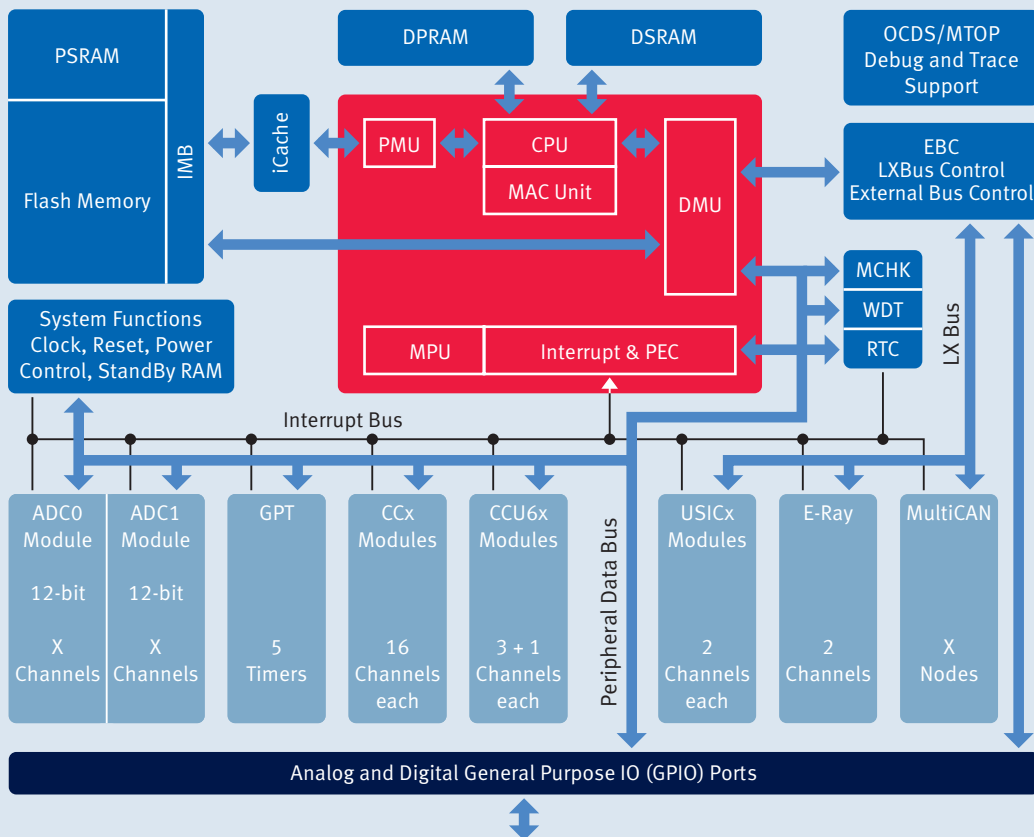 PSRAM
Flash Memory
IMB
iCache
DPRAM
DSRAM
OCDS/MTOP
Debug and Trace
Support
PMU
CPU
MAC Unit
DMU
EBC
LXBus Control
External Bus Control
MCHK
WDT
RTC
LX Bus
System Functions
Clock, Reset, Power
Control, StandBy RAM
MPU
Interrupt & PEC
Interrupt Bus
ADC0
Module
12-bit
X
Channels
ADC1
Module
12-bit
X
Channels
GPT
5
Timers
CCx
Modules
16
Channels
each
CCU6x
Modules
3 + 1
Channels
each
Peripheral Data Bus
USICx
Modules
2
Channels
each
E-Ray
2
Channels
MultiCAN
X
Nodes
Analog and Digital General Purpose IO (GPIO) Ports